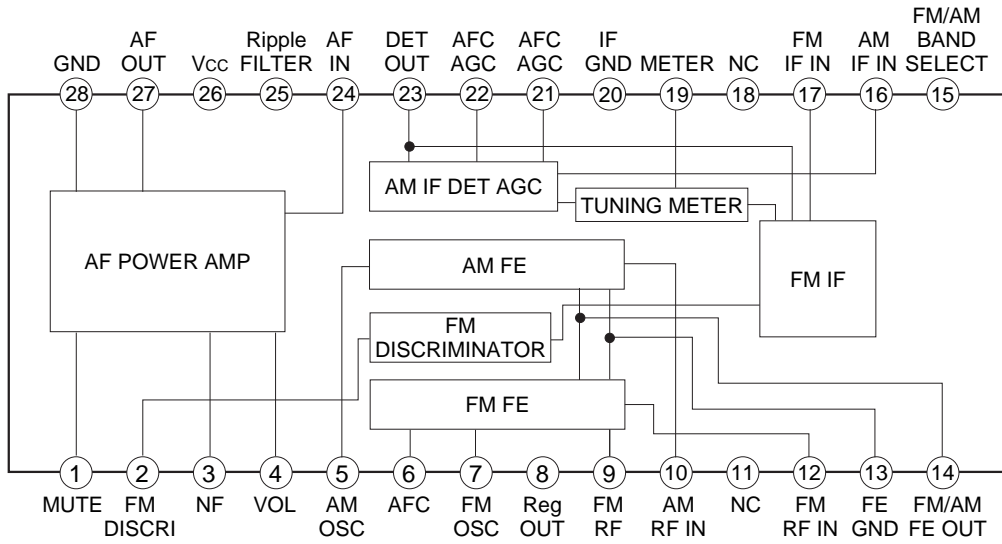 FM/AM
AF Ripple AF DET AFC AFC IF FM AM BAND
GND OUT Vcc FILTER IN OUT AGC AGC GND METER NC IF IN IF IN SELECT
28 27 26 25 24 23 22 21 20 19 18 17 16 15
AM IF DET AGC
TUNING METER
AF POWER AMP
AM FE
FM IF
FM
DISCRIMINATOR
FM FE
1 2 3 4 5 6 7 8 9 10 11 12 13 14
MUTE FM NF VOL AM AFC FM Reg FM AM NC FM FE FM/AM
DISCRI OSC OSC OUT RF RF IN RF IN GND FE OUT